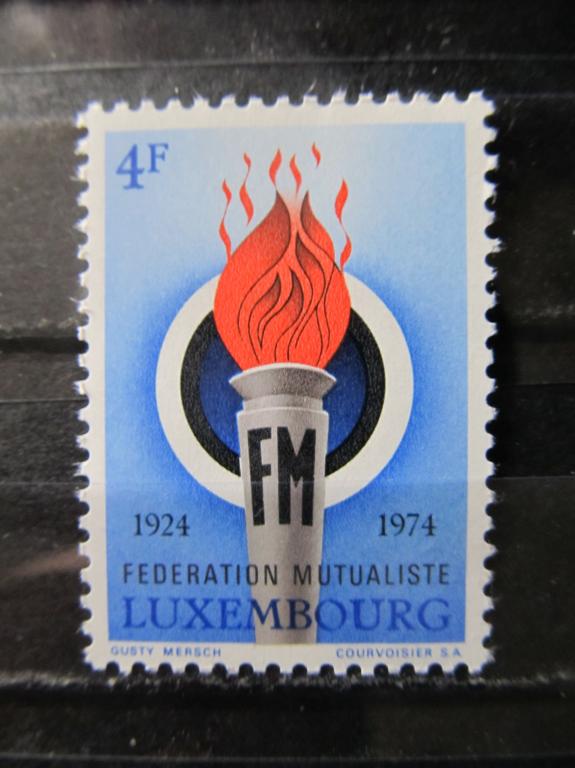 4F
FM
1924 1974
FEDERATION MUTUALISTE
LUXEMBOURG
GUSTY MERSCH COURVOISIER S.A